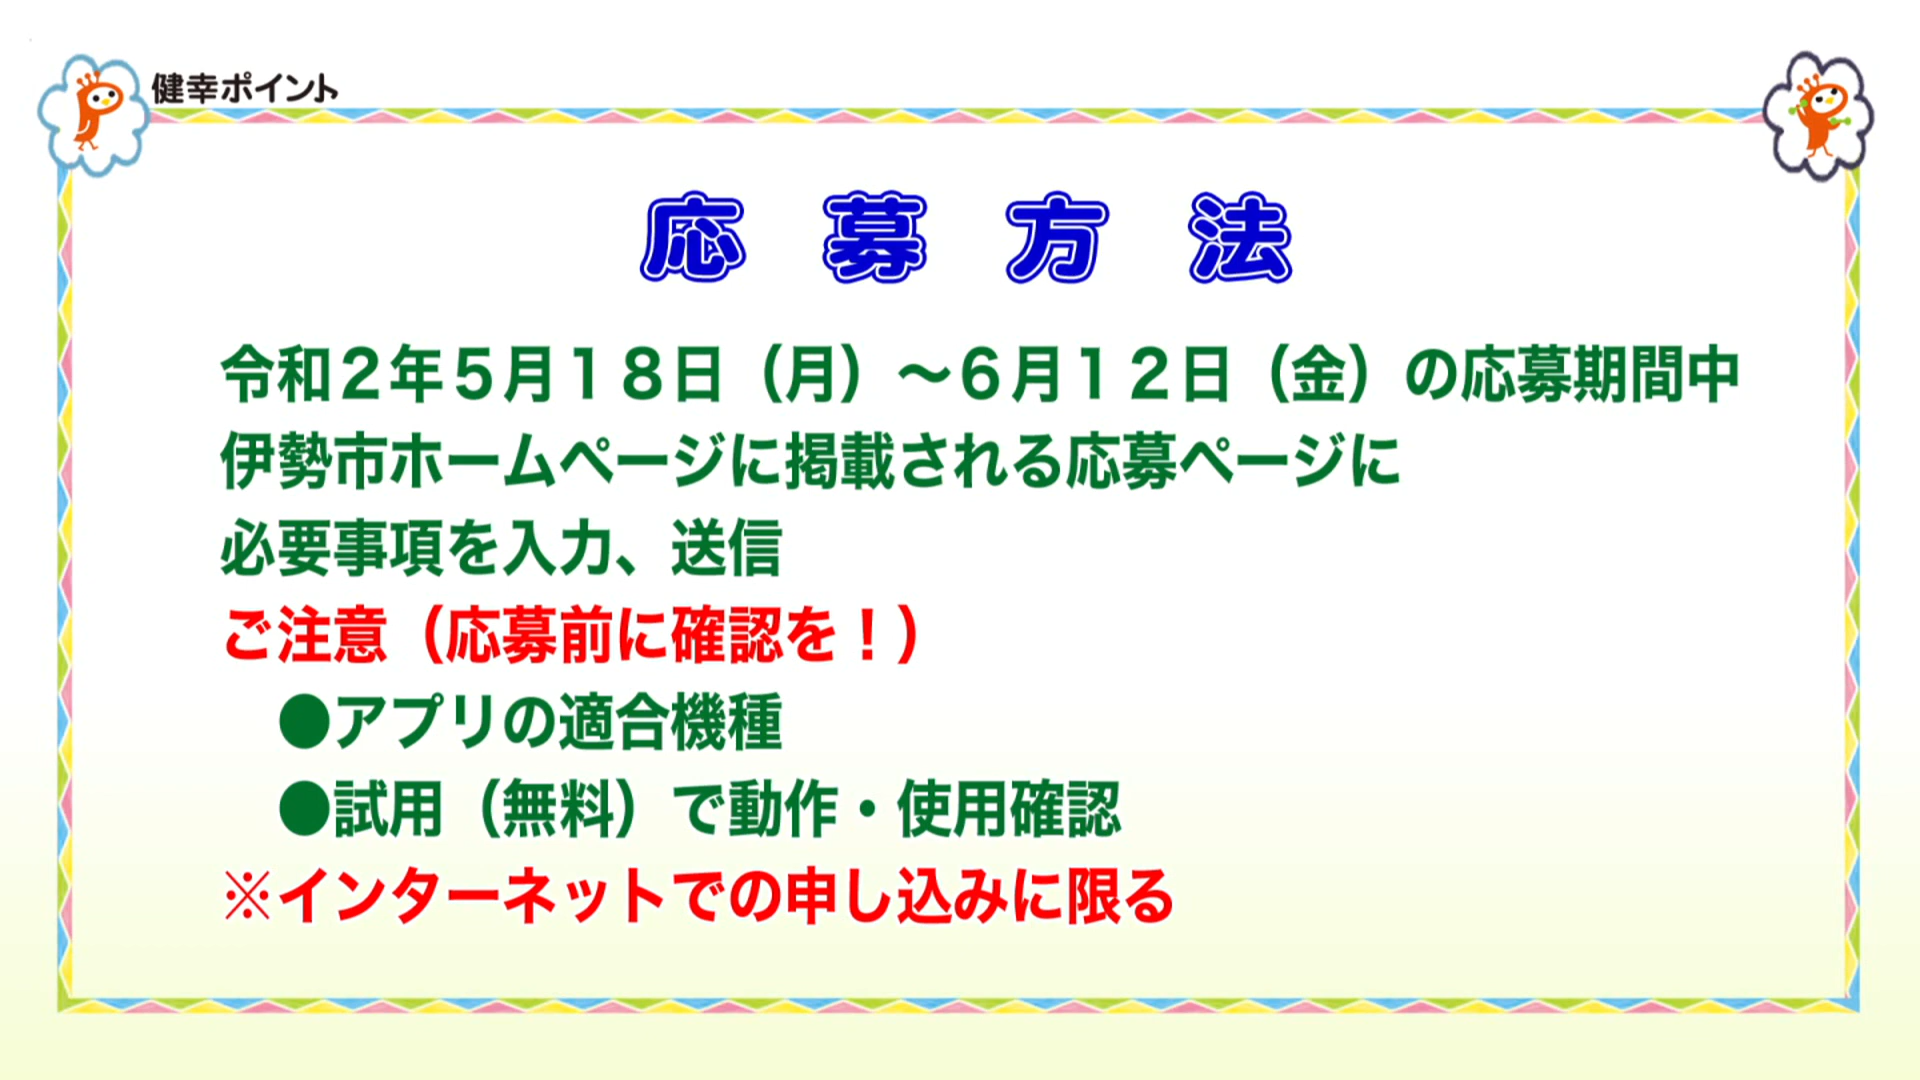 健幸ポイント
応募方法
令和２年５月１８日（月）～６月１２日（金）の応募期間中
伊勢市ホームページに掲載される応募ページに
必要事項を入力、送信
ご注意（応募前に確認を！）
●アプリの適合機種
●試用（無料）で動作・使用確認
※インターネットでの申し込みに限る